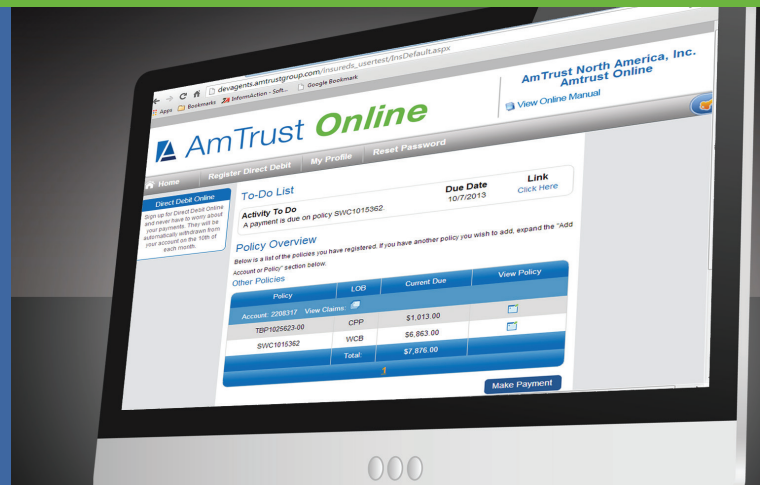 devagents.amtrustgroup.com/insureds_usertest/InsDefault.aspx
Apps Bookmarks InformAction - Soft... Google Bookmark
AmTrust Online
AmTrust North America, Inc.
Amtrust Online
View Online Manual
Home Register Direct Debit My Profile Reset Password
Direct Debit Online
Sign up for Direct Debit Online
and never have to worry about
your payments. They will be
automatically withdrawn from
your account on the 10th of
each month.
To-Do List
Activity To Do Due Date Link
A payment is due on policy SWC1015362. 10/7/2013 Click Here
Policy Overview
Below is a list of the policies you have registered. If you have another policy you wish to add, expand the "Add
Account or Policy" section below.
Other Policies
Policy LOB Current Due View Policy
Account: 2208317 View Claims:
TBP1025623-00 CPP $1,013.00
SWC1015362 WCB $6,863.00
Total: $7,876.00
1
Make Payment